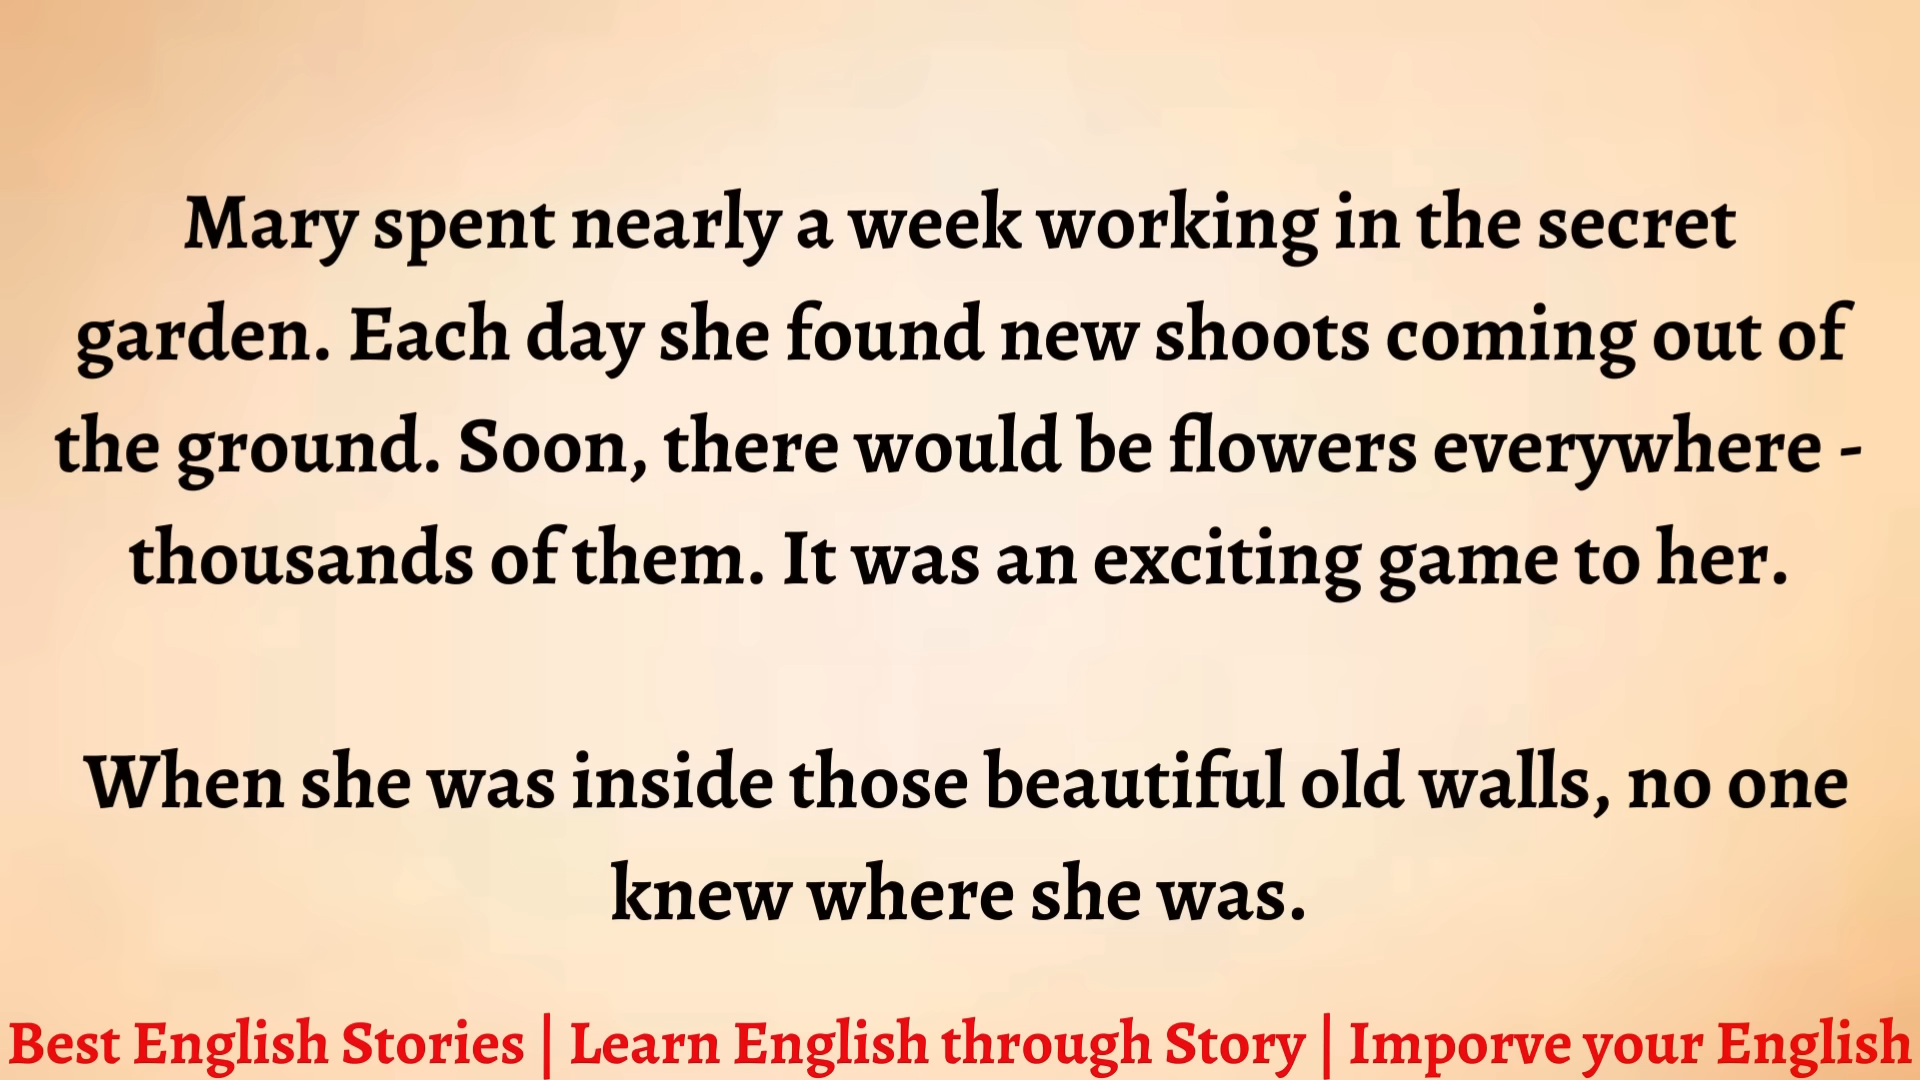 Mary spent nearly a week working in the secret
garden. Each day she found new shoots coming out of
the ground. Soon, there would be flowers everywhere -
thousands of them. It was an exciting game to her.
When she was inside those beautiful old walls, no one
knew where she was.
Best English Stories | Learn English through Story | Imporve your English